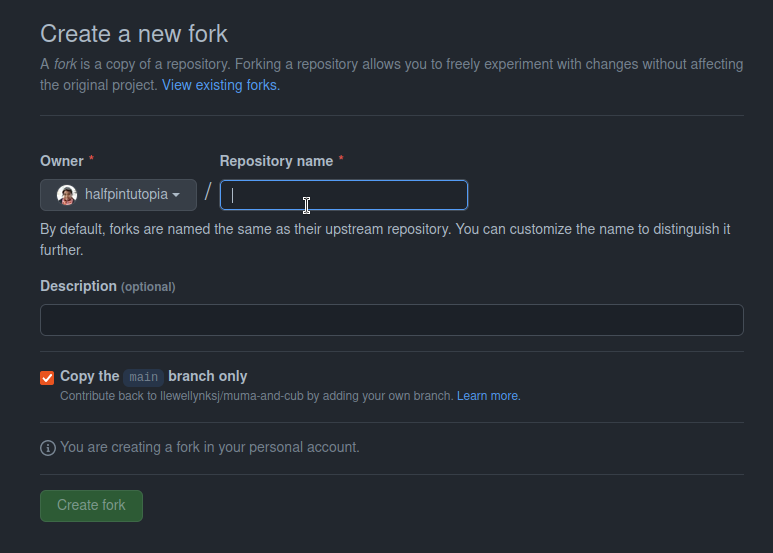 Create a new fork
A fork is a copy of a repository. Forking a repository allows you to freely experiment with changes without affecting
the original project. View existing forks.
Owner * Repository name *
halfpintutopia /
By default, forks are named the same as their upstream repository. You can customize the name to distinguish it
further.
Description (optional)
Copy the main branch only
Contribute back to llewellynksj/muma-and-cub by adding your own branch. Learn more.
You are creating a fork in your personal account.
Create fork